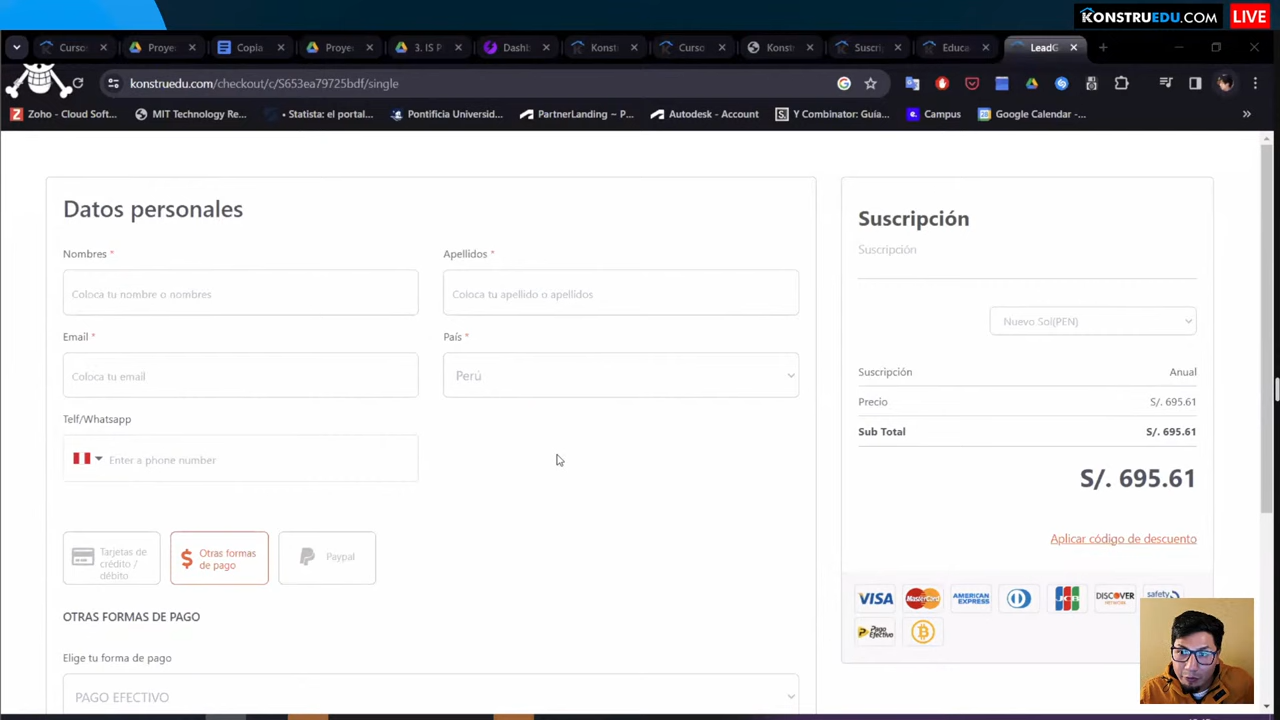 KONSTRUEDU.COM LIVE
Curso
Proye
Copia
Proye
3. IS P
Dashb
Konst
Curso
Konst
Suscri
Educa
LeadG
konstruedu.com/checkout/c/S653ea79725bdf/single
Zoho - Cloud Soft...
MIT Technology Re...
• Statista: el portal...
Pontificia Universid...
PartnerLanding – P...
Autodesk - Account
Y Combinator: Guía...
Campus
Google Calendar -...
Datos personales
Nombres *
Apellidos *
Coloca tu nombre o nombres
Coloca tu apellido o apellidos
Email *
País *
Coloca tu email
Perú
Telf/Whatsapp
Enter a phone number
Tarjetas de
crédito /
débito
Otras formas
de pago
Paypal
OTRAS FORMAS DE PAGO
Elige tu forma de pago
PAGO EFECTIVO
Suscripción
Suscripción
Nuevo Sol(PEN)
Suscripción Anual
Precio S/. 695.61
Sub Total S/. 695.61
S/. 695.61
Aplicar código de descuento
VISA
MasterCard
AMERICAN
EXPRESS
JCB
DISCOVER
NETWORK
safety
Pago
Efectivo